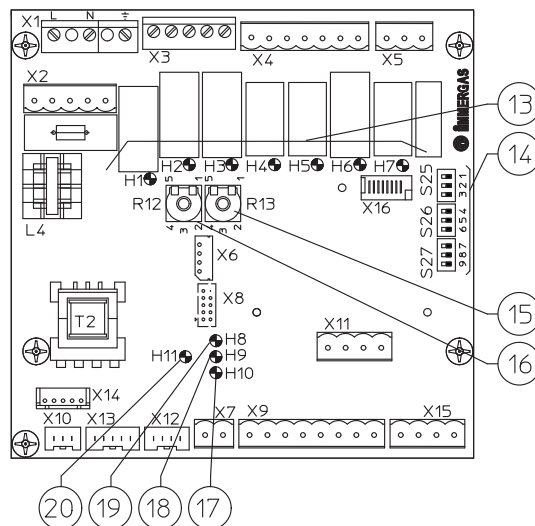 X1 L N
X3
X4
X5
X2
© IMMERGAS
13
14
H1 H2 H3 H4 H5 H6 H7
S25 321
S26 654
S27 987
L4
R12 5 1 4 3 2
R13 5 1 4 3 2
X16
X6
15
X8
16
T2
X11
H8
H11 H9
H10
X14
X10 X13 X12 X7 X9 X15
20 19 18 17